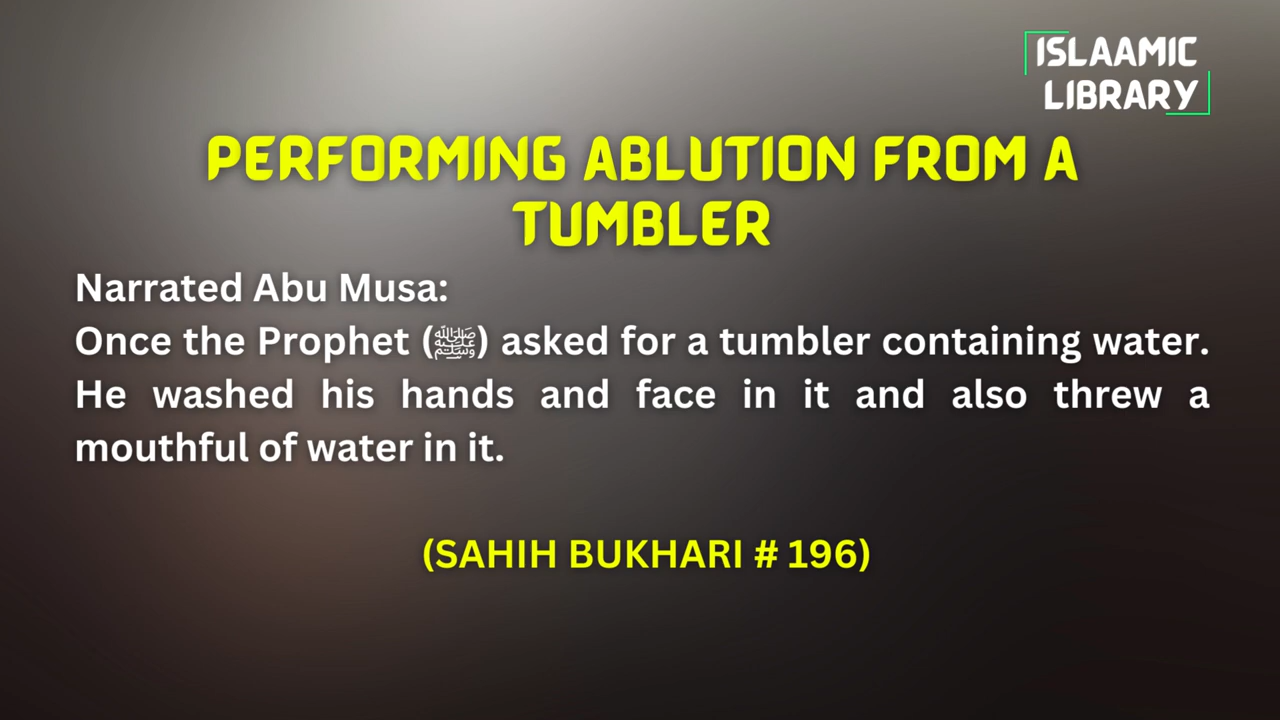 ISLAAMIC
LIBRARY
PERFORMING ABLUTION FROM A
TUMBLER
Narrated Abu Musa:
Once the Prophet (ﷺ) asked for a tumbler containing water.
He washed his hands and face in it and also threw a
mouthful of water in it.
(SAHIH BUKHARI # 196)